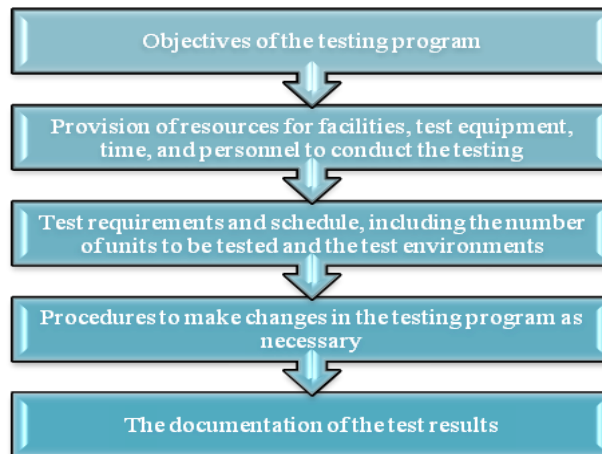 Objectives of the testing program
Provision of resources for facilities, test equipment,
time, and personnel to conduct the testing
Test requirements and schedule, including the number
of units to be tested and the test environments
Procedures to make changes in the testing program as
necessary
The documentation of the test results